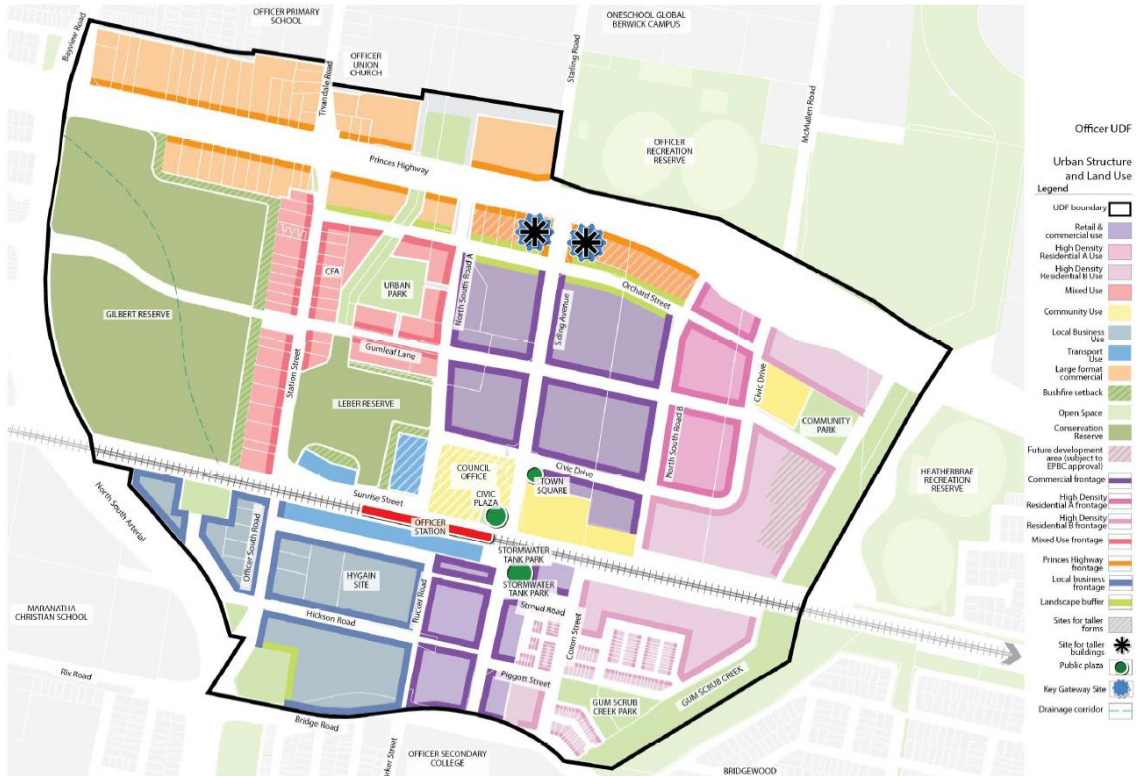 OFFICER PRIMARY
SCHOOL
ONESCHOOL GLOBAL
BERWICK CAMPUS
Bayview Road
Tivendale Road
OFFICER
UNION
CHURCH
Starling Road
McMullen Road
OFFICER
RECREATION
RESERVE
Princes Highway
CFA
URBAN
PARK
North South Road A
Siding Avenue
Orchard Street
GILBERT RESERVE
Station Street
Gumleaf Lane
LEBER RESERVE
Civic Drive
COMMUNITY
PARK
North South Road B
HEATHERBRAE
RECREATION
RESERVE
COUNCIL
OFFICE
Civic Drive
TOWN
SQUARE
CIVIC
PLAZA
Sunrise Street
OFFICER
STATION
North South Arterial
Officer South Road
STORMWATER
TANK PARK
STORMWATER
TANK PARK
HYGAIN
SITE
Stroud Road
Hickson Road
Coxon Street
MARANATHA
CHRISTIAN SCHOOL
Rix Road
Piggott Street
GUM SCRUB
CREEK PARK
GUM SCRUB CREEK
Bridge Road
OFFICER SECONDARY
COLLEGE
BRIDGEWOOD
Officer UDF
Urban Structure
and Land Use
Legend
UDF boundary
Retail &
commercial use
High Density
Residential A Use
High Density
Residential B Use
Mixed Use
Community Use
Local Business
Use
Transport
Use
Large format
commercial
Bushfire setback
Open Space
Conservation
Reserve
Future development
area (subject to
EPBC approval)
Commercial frontage
High Density
Residential A frontage
High Density
Residential B frontage
Mixed Use frontage
Princes Highway
frontage
Local business
frontage
Landscape buffer
Sites for taller
forms
Site for taller
buildings
Public plaza
Key Gateway Site
Drainage corridor